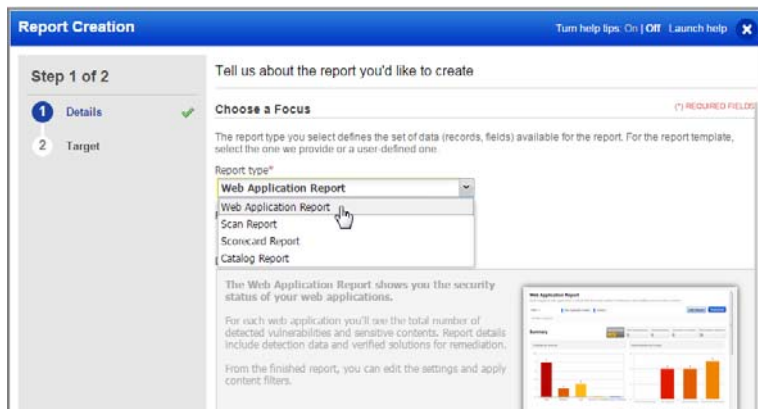 Report Creation
Turn help tips: On | Off Launch help
Step 1 of 2
1 Details
2 Target
Tell us about the report you'd like to create
Choose a Focus
(*) REQUIRED FIELDS
The report type you select defines the set of data (records, fields) available for the report. For the report template,
select the one we provide or a user-defined one.
Report type*
Web Application Report
Web Application Report
Scan Report
Scorecard Report
Catalog Report
The Web Application Report shows you the security
status of your web applications.
For each web application you'll see the total number of
detected vulnerabilities and sensitive contents. Report details
include detection data and verified solutions for remediation.
From the finished report, you can edit the settings and apply
content filters.
Web Application Report
Summary